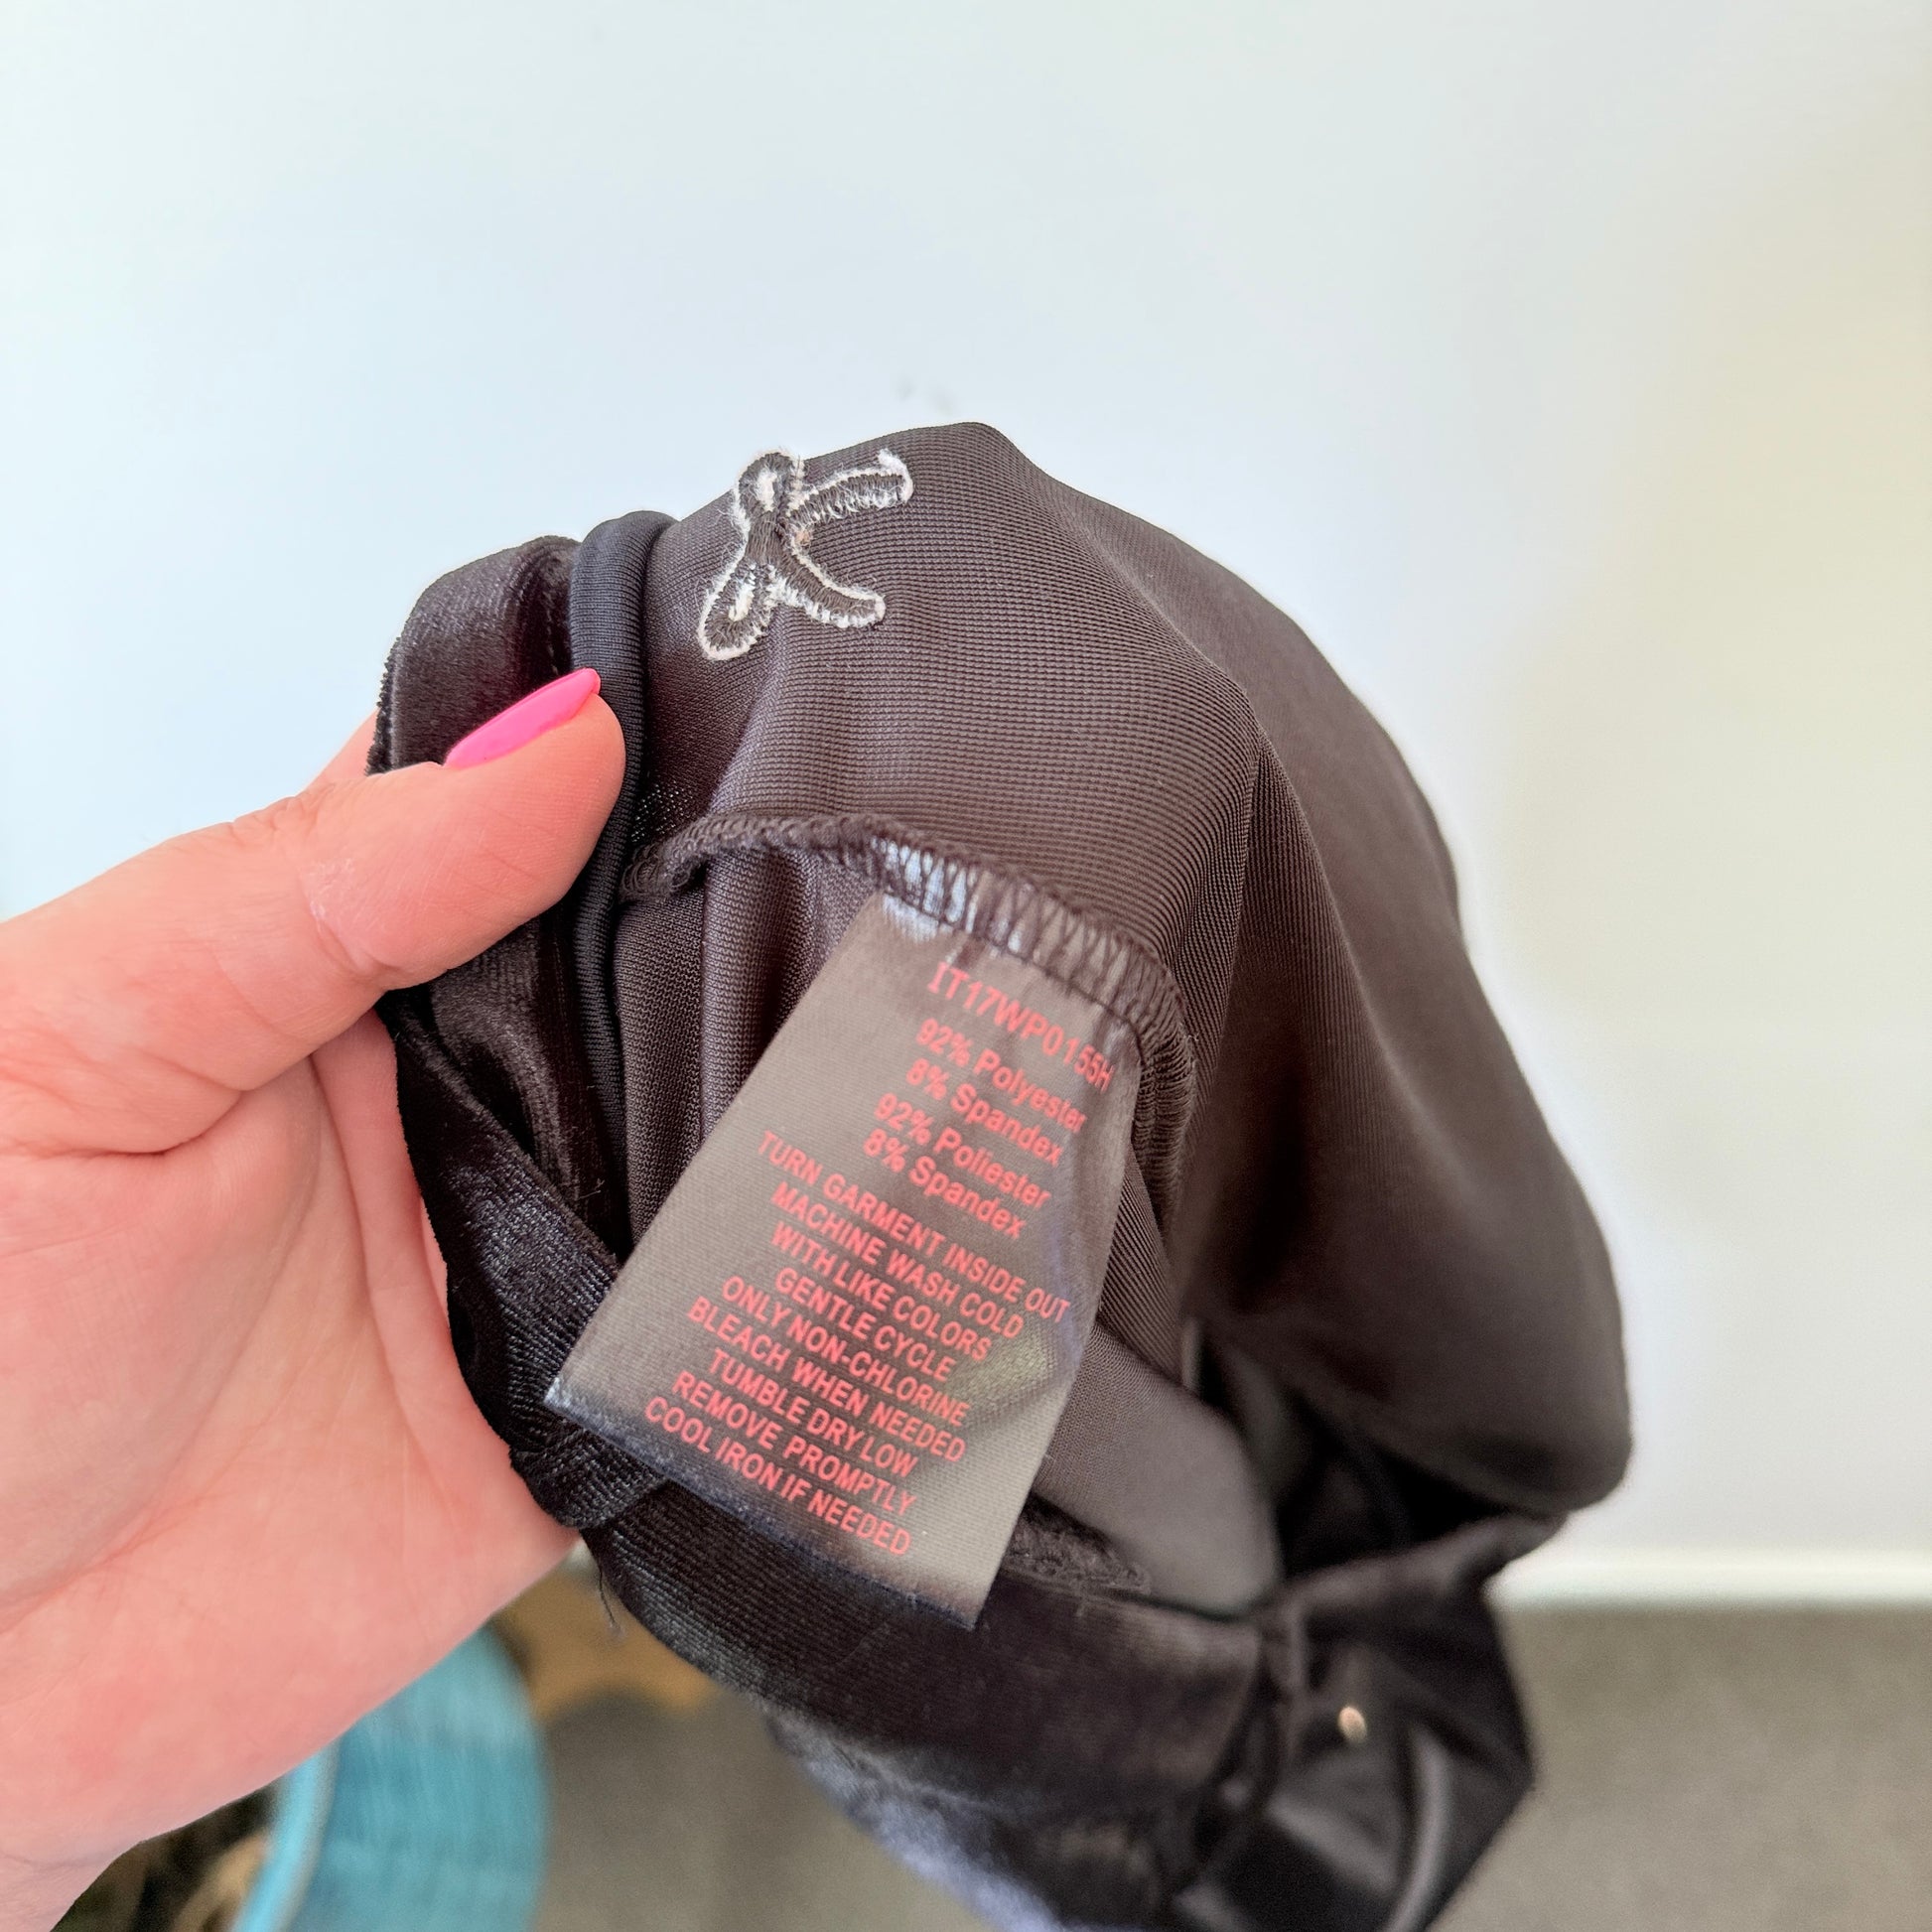 IT17WP0155H
92% Polyester
8% Spandex
92% Poliester
8% Spandex
TURN GARMENT INSIDE OUT
MACHINE WASH COLD
WITH LIKE COLORS
GENTLE CYCLE
ONLY NON-CHLORINE
BLEACH WHEN NEEDED
TUMBLE DRY LOW
REMOVE PROMPTLY
COOL IRON IF NEEDED